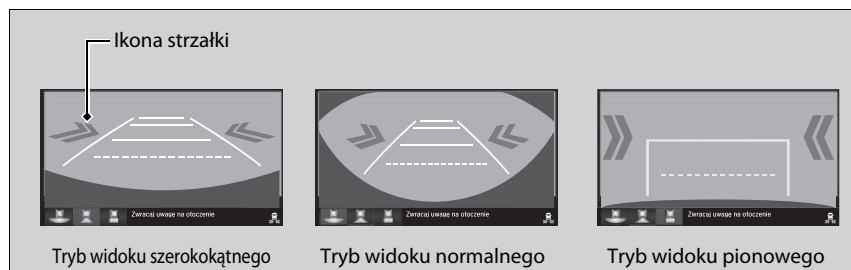 Ikona strzałki
Zwracaj uwagę na otoczenie
Zwracaj uwagę na otoczenie
Zwracaj uwagę na otoczenie
Tryb widoku szerokokątnego
Tryb widoku normalnego
Tryb widoku pionowego